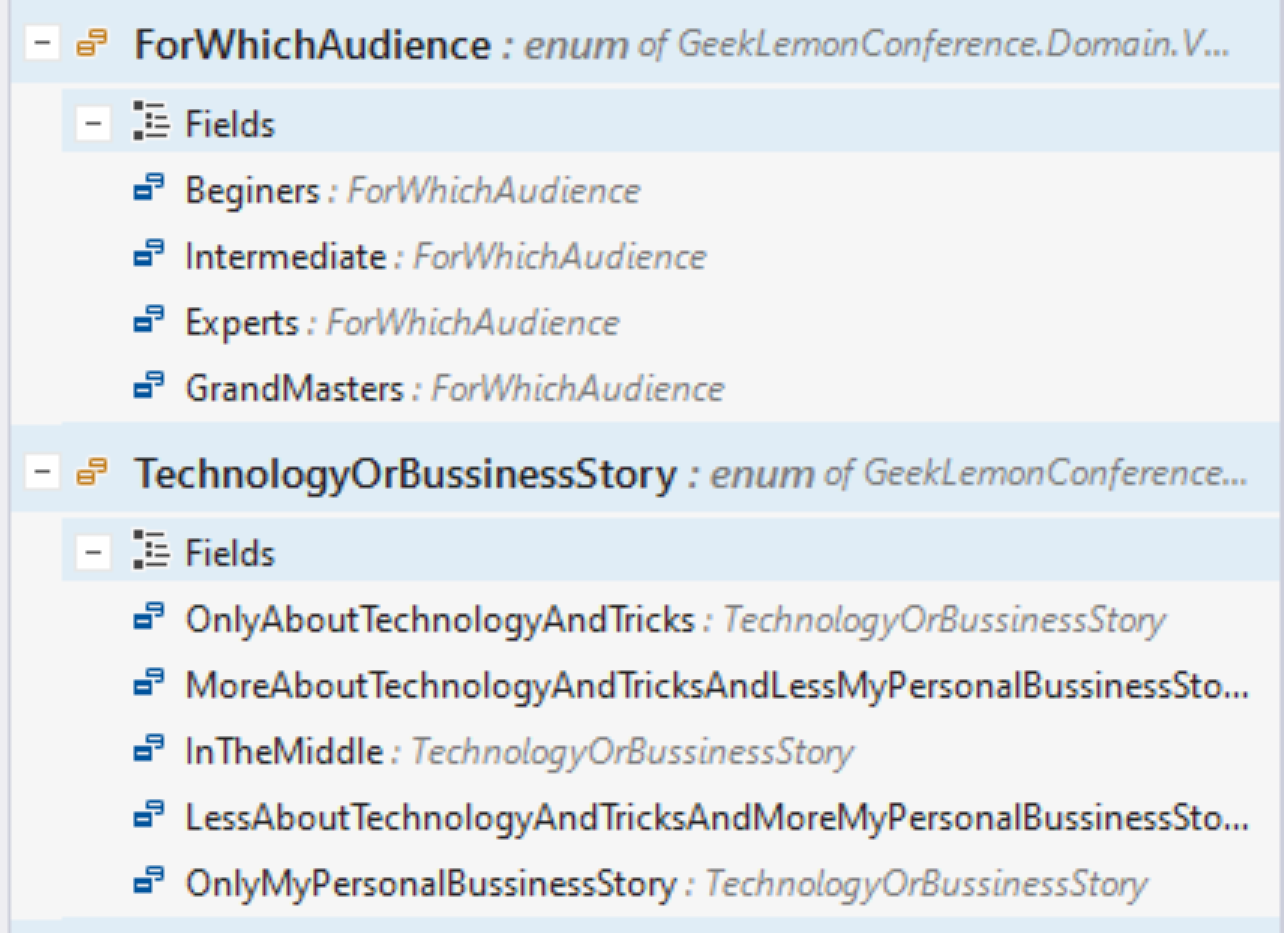 ForWhichAudience : enum of GeekLemonConference.Domain.V...
Fields
Beginers : ForWhichAudience
Intermediate : ForWhichAudience
Experts : ForWhichAudience
GrandMasters : ForWhichAudience
TechnologyOrBussinessStory : enum of GeekLemonConference...
Fields
OnlyAboutTechnologyAndTricks : TechnologyOrBussinessStory
MoreAboutTechnologyAndTricksAndLessMyPersonalBussinessSto...
InTheMiddle : TechnologyOrBussinessStory
LessAboutTechnologyAndTricksAndMoreMyPersonalBussinessSto...
OnlyMyPersonalBussinessStory : TechnologyOrBussinessStory